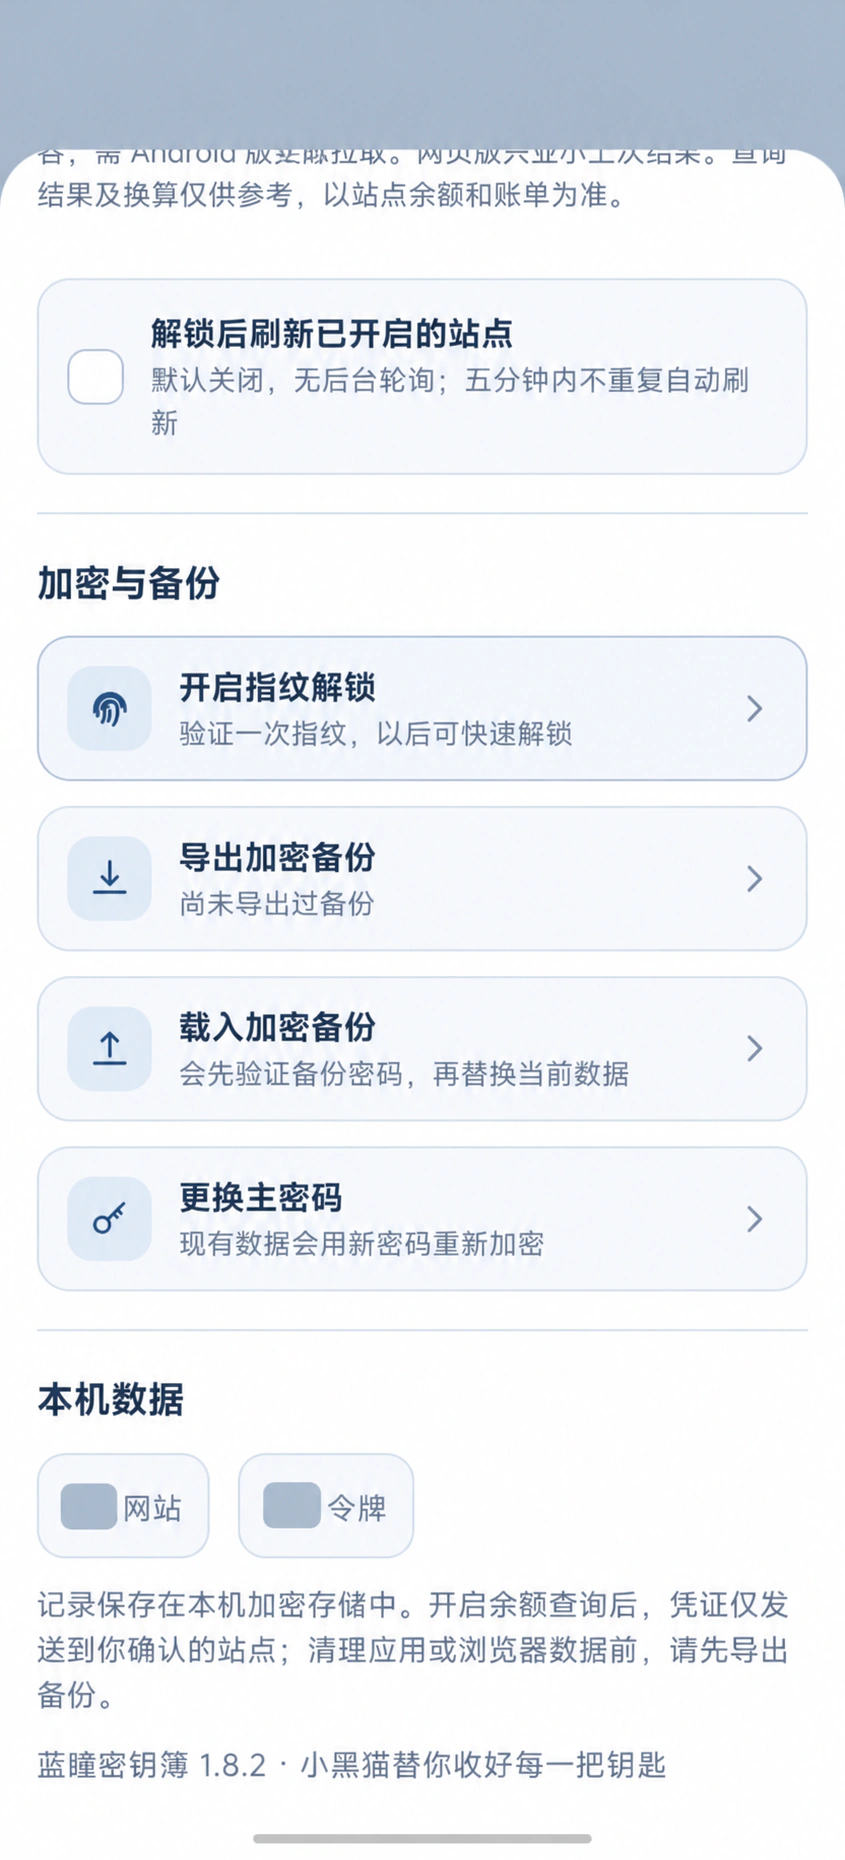 结果及换算仅供参考，以站点余额和账单为准。
解锁后刷新已开启的站点
默认关闭，无后台轮询；五分钟内不重复自动刷
新
加密与备份
开启指纹解锁
验证一次指纹，以后可快速解锁
导出加密备份
尚未导出过备份
载入加密备份
会先验证备份密码，再替换当前数据
更换主密码
现有数据会用新密码重新加密
本机数据
网站
令牌
记录保存在本机加密存储中。开启余额查询后，凭证仅发
送到你确认的站点；清理应用或浏览器数据前，请先导出
备份。
蓝瞳密钥簿 1.8.2 · 小黑猫替你收好每一把钥匙